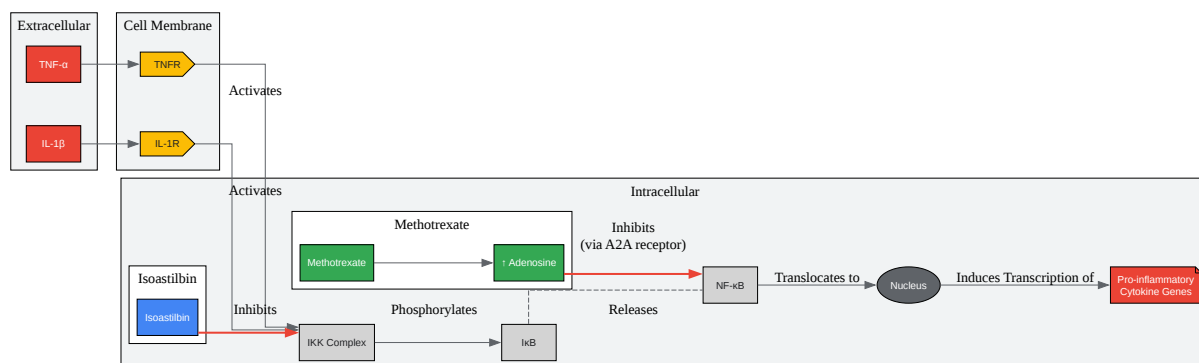 Extracellular
Cell Membrane
TNF-α
TNFR
Activates
IL-1β
IL-1R
Activates
Intracellular
Methotrexate
Inhibits
(via A2A receptor)
Methotrexate
↑ Adenosine
Isoastilbin
Isoastilbin
Inhibits
NF-κB
Translocates to
Nucleus
Induces Transcription of
Pro-inflammatory
Cytokine Genes
Phosphorylates
Releases
IKK Complex
IκB